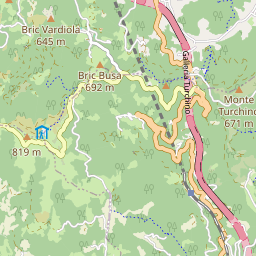 Bric Vardiola
645 m
Bric Busa
692 m
Galleria Turchino
Monte
Turchino
671 m
819 m